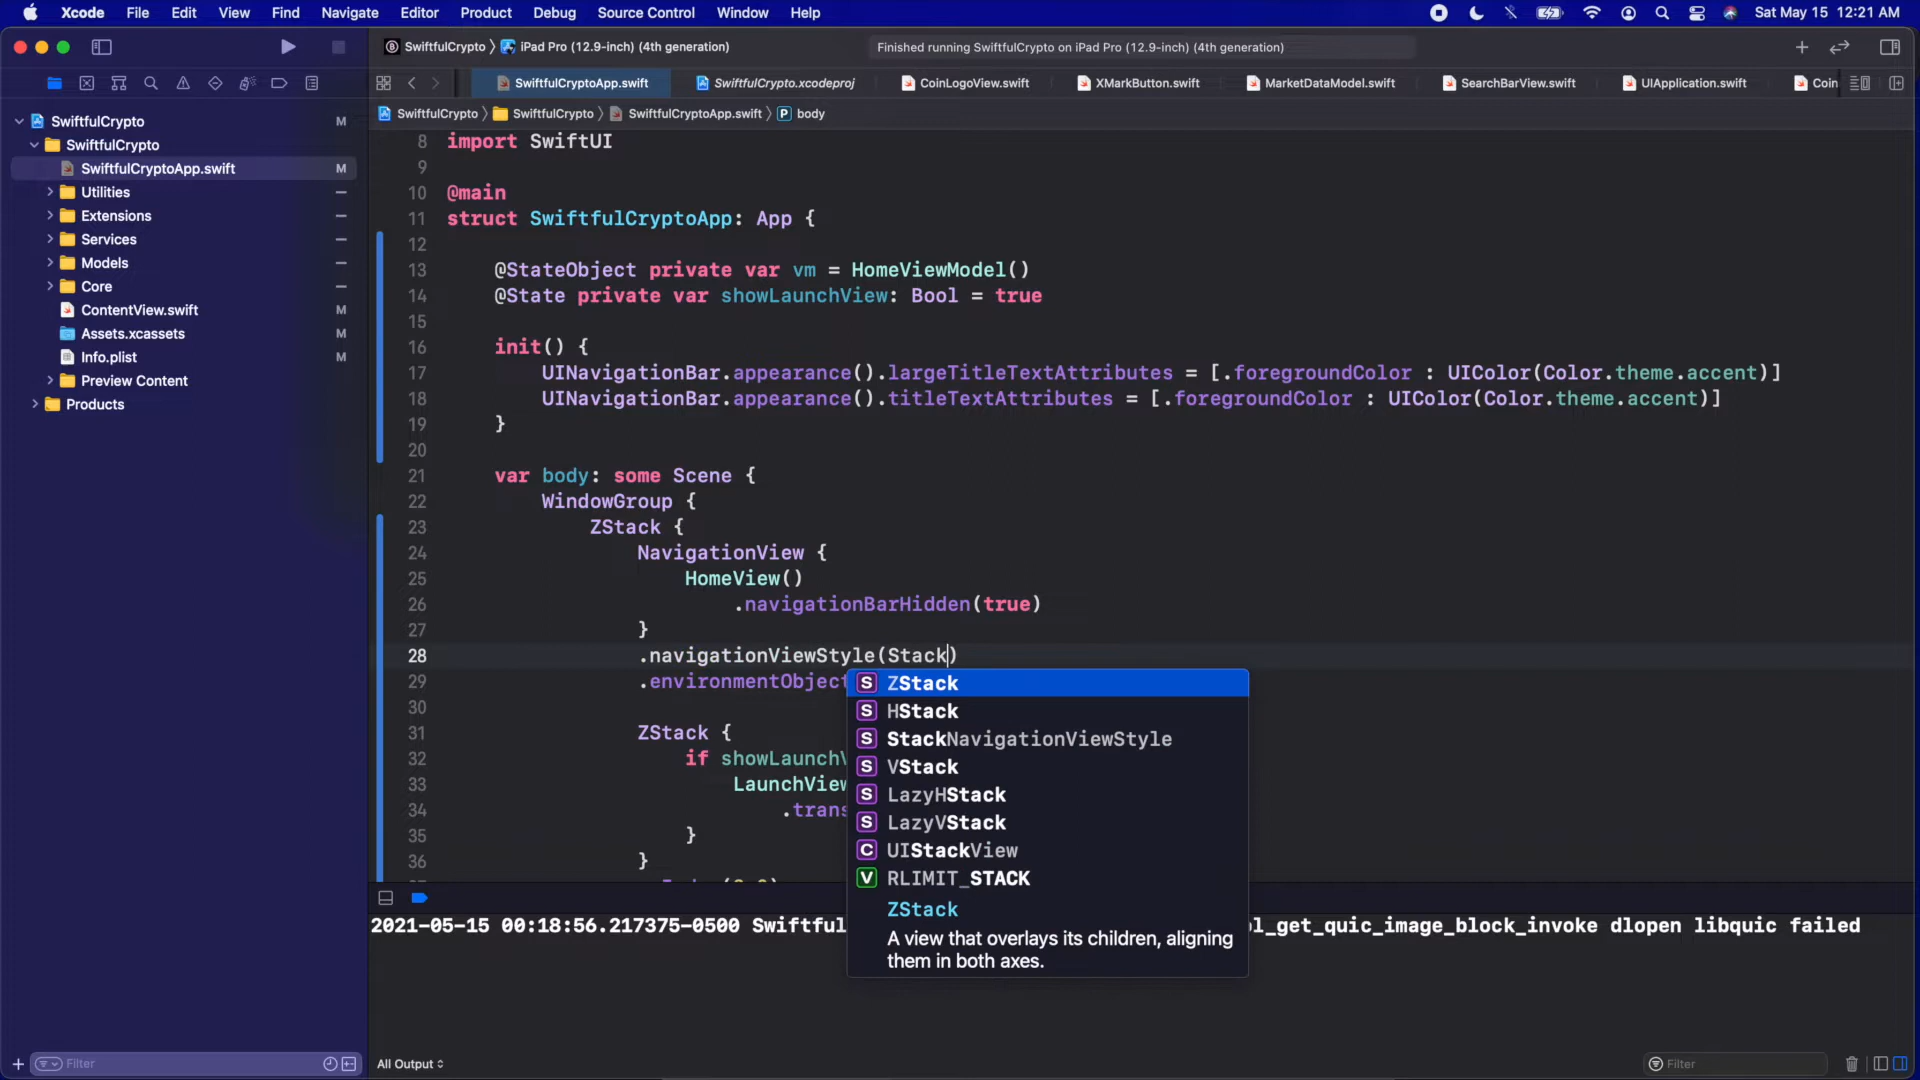 Xcode File Edit View Find Navigate Editor Product Debug Source Control Window Help Sat May 15 12:21 AM
SwiftfulCrypto iPad Pro (12.9-inch) (4th generation) Finished running SwiftfulCrypto on iPad Pro (12.9-inch) (4th generation)
SwiftfulCryptoApp.swift SwiftfulCrypto.xcodeproj CoinLogoView.swift XMarkButton.swift MarketDataModel.swift SearchBarView.swift UIApplication.swift Coin
SwiftfulCrypto SwiftfulCrypto SwiftfulCryptoApp.swift P body
SwiftfulCrypto M
SwiftfulCrypto
SwiftfulCryptoApp.swift M
Utilities
Extensions
Services
Models
Core
ContentView.swift M
Assets.xcassets M
Info.plist M
Preview Content
Products
Filter
8 import SwiftUI
9
10 @main
11 struct SwiftfulCryptoApp: App {
12
13 @StateObject private var vm = HomeViewModel()
14 @State private var showLaunchView: Bool = true
15
16 init() {
17 UINavigationBar.appearance().largeTitleTextAttributes = [.foregroundColor : UIColor(Color.theme.accent)]
18 UINavigationBar.appearance().titleTextAttributes = [.foregroundColor : UIColor(Color.theme.accent)]
19 }
20
21 var body: some Scene {
22 WindowGroup {
23 ZStack {
24 NavigationView {
25 HomeView()
26 .navigationBarHidden(true)
27 }
28 .navigationViewStyle(Stack)
29 .environmentObject
30
31 ZStack {
32 if showLaunchV
33 LaunchView
34 .trans
35 }
36 }
S ZStack
S HStack
S StackNavigationViewStyle
S VStack
S LazyHStack
S LazyVStack
C UIStackView
V RLIMIT_STACK
ZStack
A view that overlays its children, aligning
them in both axes.
2021-05-15 00:18:56.217375-0500 Swiftful l_get_quic_image_block_invoke dlopen libquic failed
All Output Filter